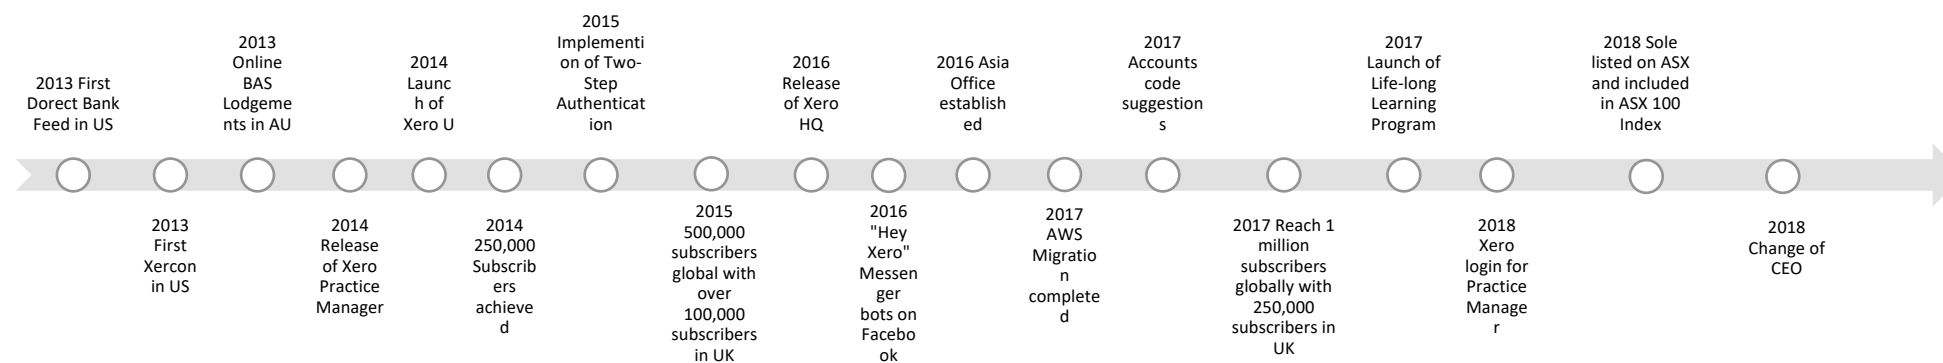 2013 First
Dorect Bank
Feed in US
2013
First
Xercon
in US
2013
Online
BAS
Lodgeme
nts in AU
2014
Release
of Xero
Practice
Manager
2014
Launc
h of
Xero U
2014
250,000
Subscrib
ers
achieve
d
2015
Implementi
on of Two-
Step
Authenticat
ion
2015
500,000
subscribers
global with
over
100,000
subscribers
in UK
2016
Release
of Xero
HQ
2016
"Hey
Xero"
Messen
ger
bots on
Facebo
ok
2016 Asia
Office
establish
ed
2017
AWS
Migratio
n
complete
d
2017
Accounts
code
suggestion
s
2017 Reach 1
million
subscribers
globally with
250,000
subscribers in
UK
2017
Launch of
Life-long
Learning
Program
2018
Xero
login for
Practice
Manage
r
2018 Sole
listed on ASX
and included
in ASX 100
Index
2018
Change of
CEO